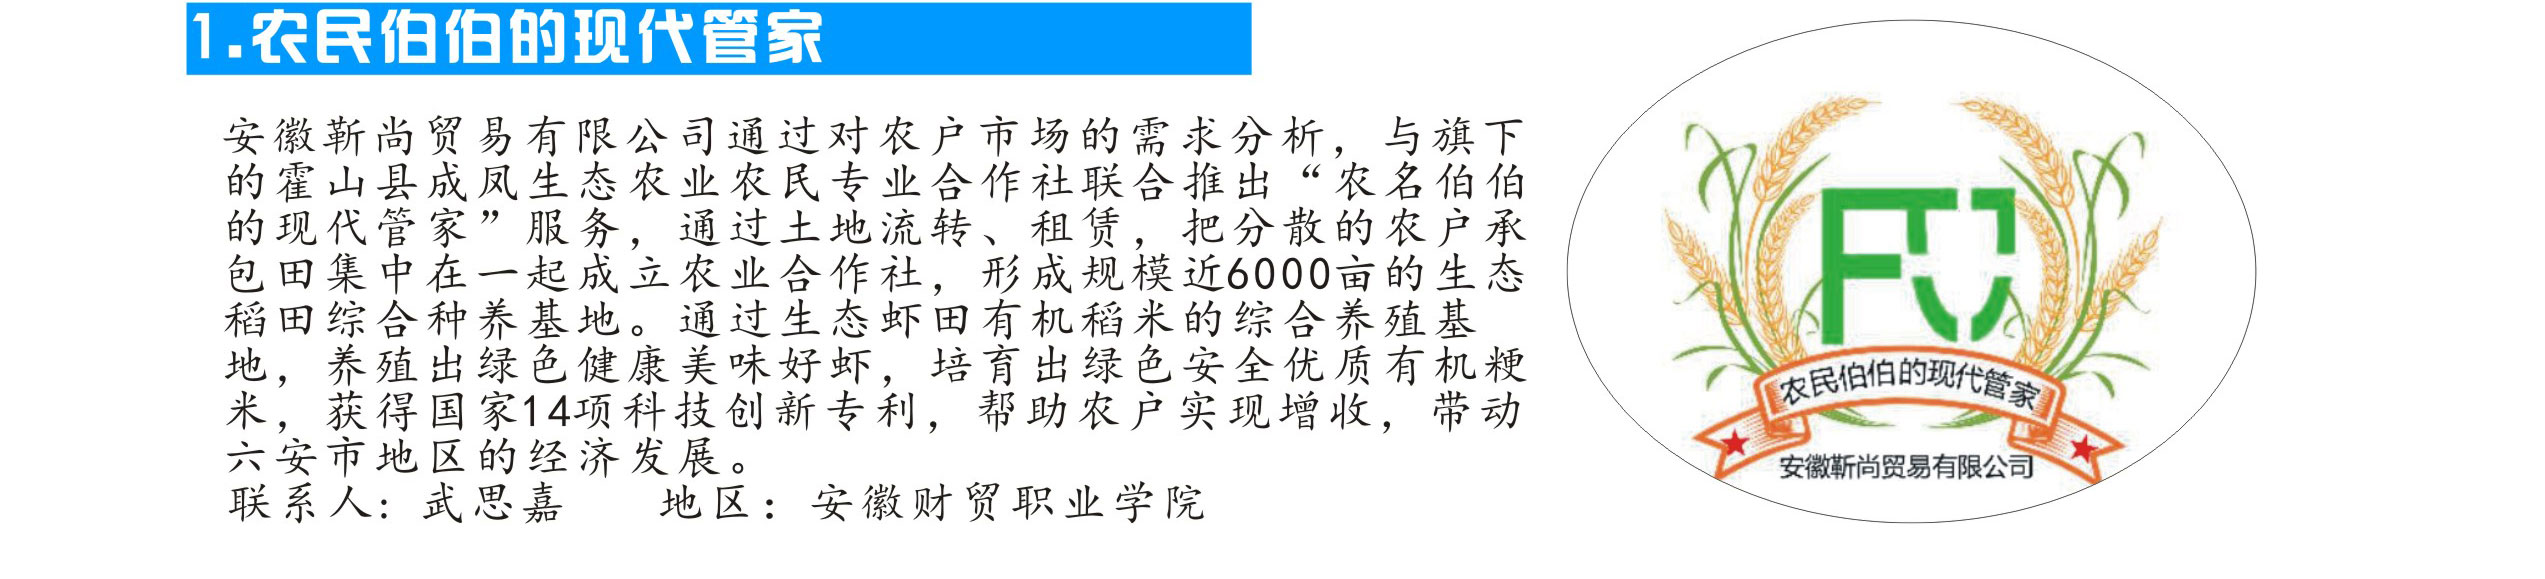 1.农民伯伯的现代管家
安徽靳尚贸易有限公司通过对农户市场的需求分析，与旗下
的霍山县成凤生态农业农民专业合作社联合推出“农名伯伯
的现代管家”服务，通过土地流转、租赁，把分散的农户承
包田集中在一起成立农业合作社，形成规模近6000亩的生态
稻田综合种养基地。通过生态虾田有机稻米的综合养殖基
地，养殖出绿色健康美味好虾，培育出绿色安全优质有机粳
米，获得国家14项科技创新专利，帮助农户实现增收，带动
六安市地区的经济发展。
联系人：武思嘉 地区：安徽财贸职业学院
农民伯伯的现代管家
安徽靳尚贸易有限公司